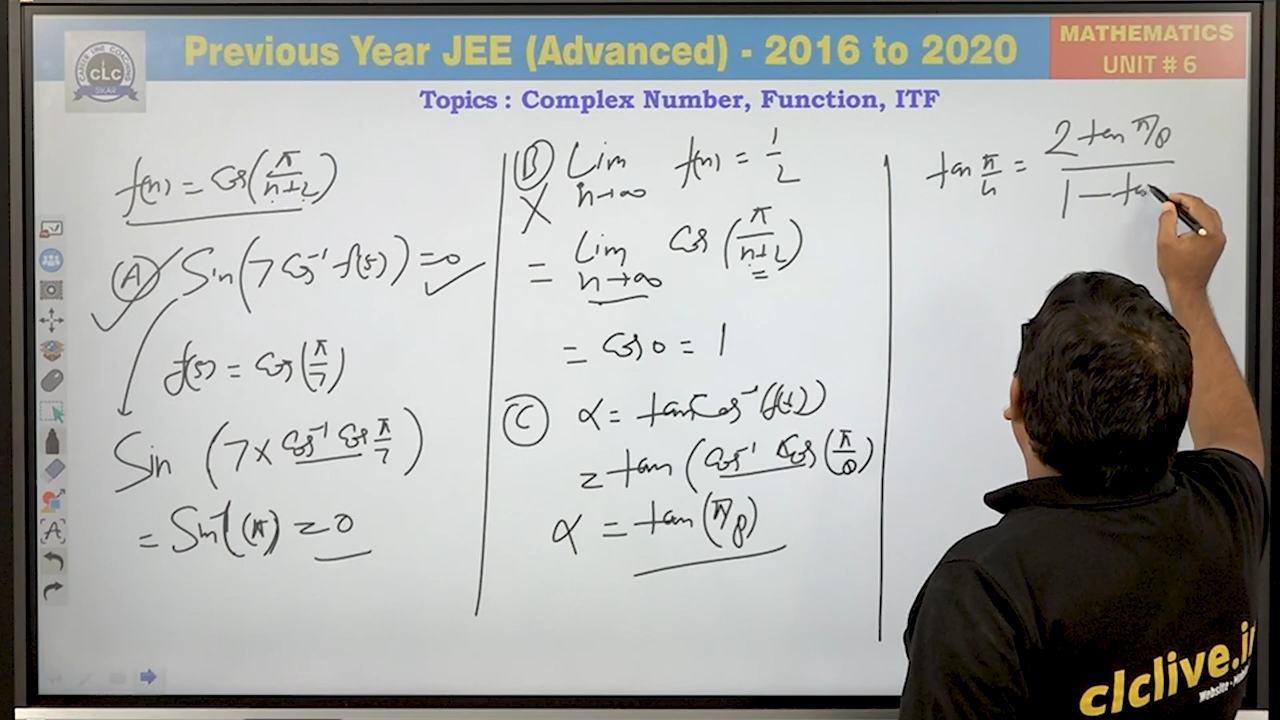 Previous Year JEE (Advanced) - 2016 to 2020
MATHEMATICS
UNIT # 6
CLC
SIKAR
Topics : Complex Number, Function, ITF
f(n) = Cos(π/(n+2))
(A) Sin(7 Cos⁻¹ f(5)) = 0
f(5) = Cos(π/7)
Sin (7 × Cos⁻¹ Cos π/7)
= Sin (π) = 0
(B) Lim n→∞ f(n) = 1/2
X
= Lim n→∞ Cos (π/(n+2))
= Cos 0 = 1
(C) α = tan Cos⁻¹ (f(6))
= tan (Cos⁻¹ Cos (π/8))
α = tan (π/8)
tan π/4 = 2 tan π/8 / 1 − tan
clclive.i
Website -